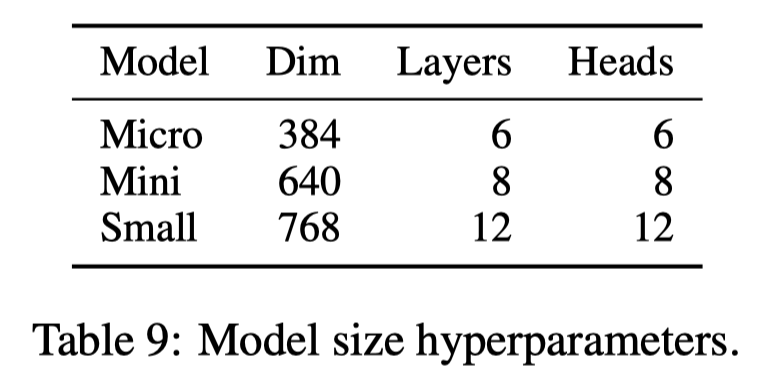 Model Dim Layers Heads
Micro 384 6 6
Mini 640 8 8
Small 768 12 12
Table 9: Model size hyperparameters.